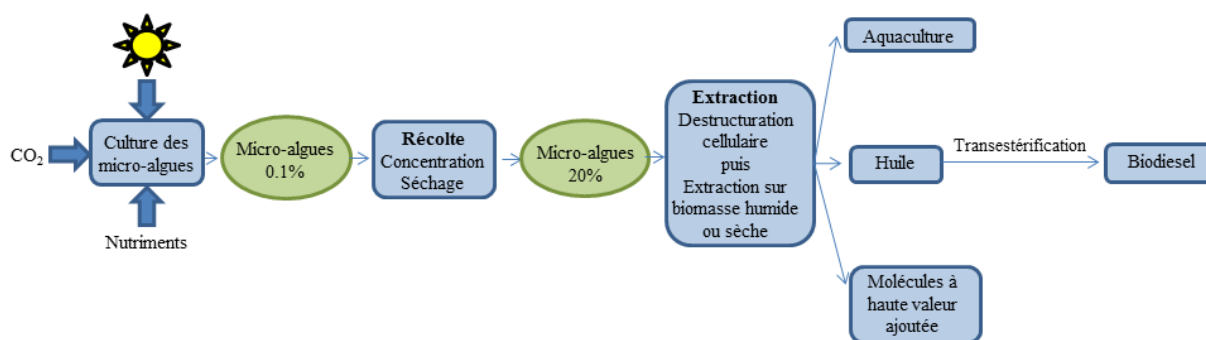 CO2
Culture des
micro-algues
Nutriments
Micro-algues
0.1%
Récolte
Concentration
Séchage
Micro-algues
20%
Extraction
Destructuration
cellulaire
puis
Extraction sur
biomasse humide
ou sèche
Aquaculture
Huile
Transestérification
Biodiesel
Molécules à
haute valeur
ajoutée